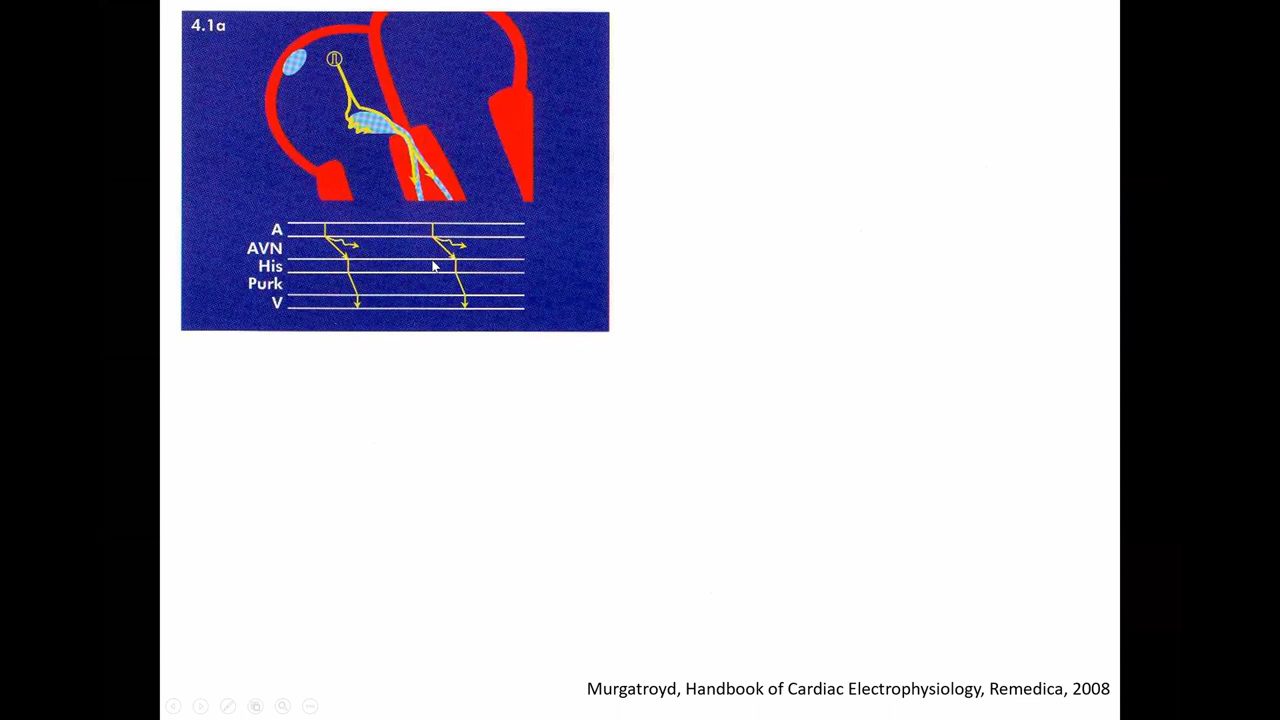 4.1a
A
AVN
His
Purk
V
Murgatroyd, Handbook of Cardiac Electrophysiology, Remedica, 2008